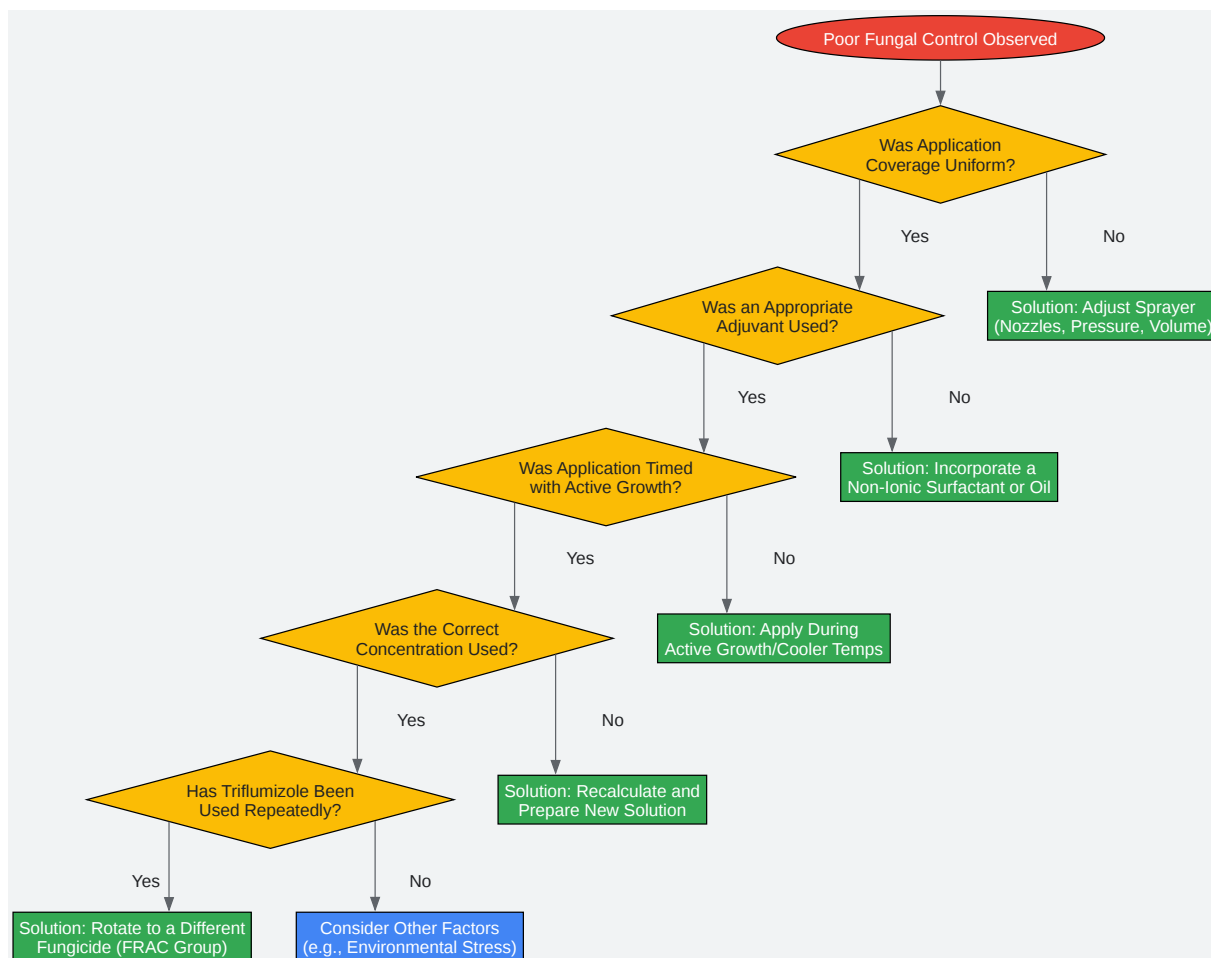 Poor Fungal Control Observed
Was Application
Coverage Uniform?
Yes
No
Was an Appropriate
Adjuvant Used?
Solution: Adjust Sprayer
(Nozzles, Pressure, Volume)
Yes
No
Was Application Timed
with Active Growth?
Solution: Incorporate a
Non-Ionic Surfactant or Oil
Yes
No
Was the Correct
Concentration Used?
Solution: Apply During
Active Growth/Cooler Temps
Yes
No
Has Triflumizole Been
Used Repeatedly?
Solution: Recalculate and
Prepare New Solution
Yes
No
Solution: Rotate to a Different
Fungicide (FRAC Group)
Consider Other Factors
(e.g., Environmental Stress)